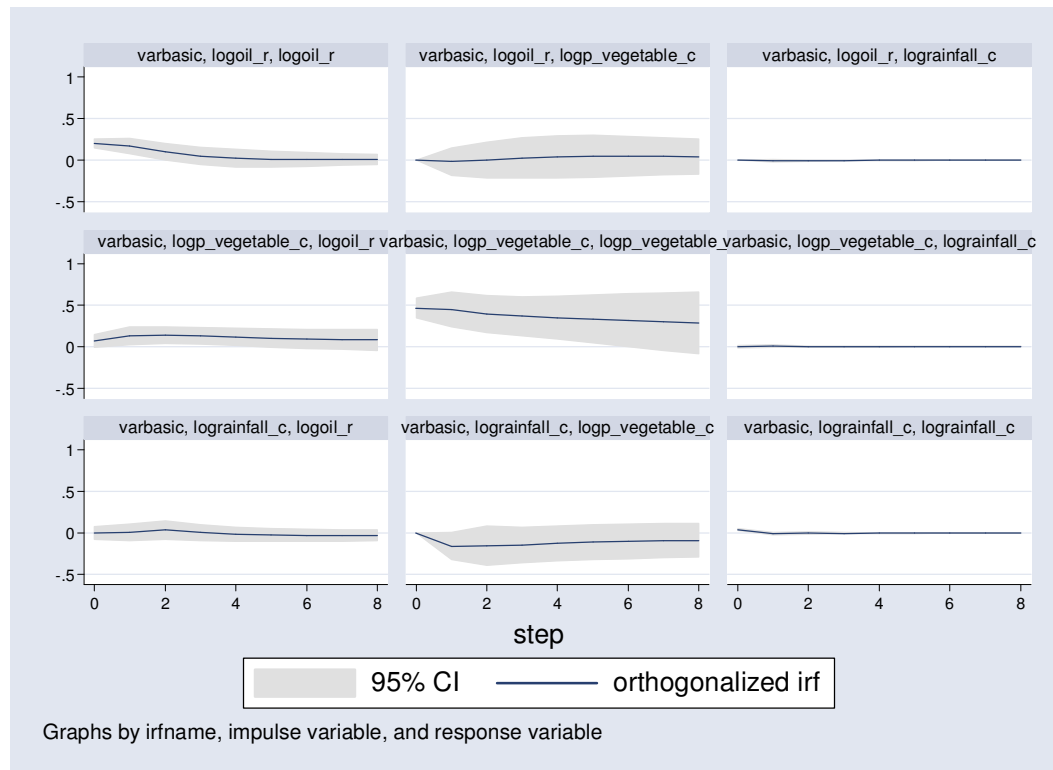 varbasic, logoil_r, logoil_r
varbasic, logoil_r, logp_vegetable_c
varbasic, logoil_r, lograinfall_c
1
.5
0
-.5
varbasic, logp_vegetable_c, logoil_r
varbasic, logp_vegetable_c, logp_vegetable_
varbasic, logp_vegetable_c, lograinfall_c
1
.5
0
-.5
varbasic, lograinfall_c, logoil_r
varbasic, lograinfall_c, logp_vegetable_c
varbasic, lograinfall_c, lograinfall_c
1
.5
0
-.5
0 2 4 6 8
0 2 4 6 8
0 2 4 6 8
step
95% CI
orthogonalized irf
Graphs by irfname, impulse variable, and response variable